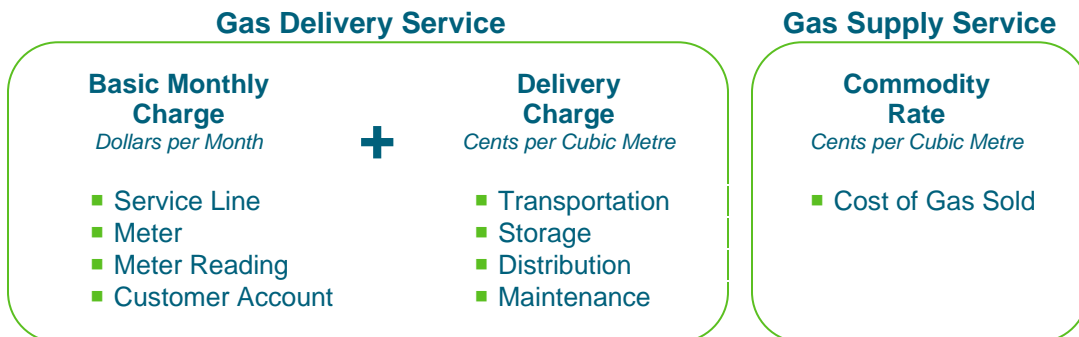 Gas Delivery Service
Basic Monthly
Charge
Dollars per Month
Service Line
Meter
Meter Reading
Customer Account
+
Delivery
Charge
Cents per Cubic Metre
Transportation
Storage
Distribution
Maintenance
Gas Supply Service
Commodity
Rate
Cents per Cubic Metre
Cost of Gas Sold